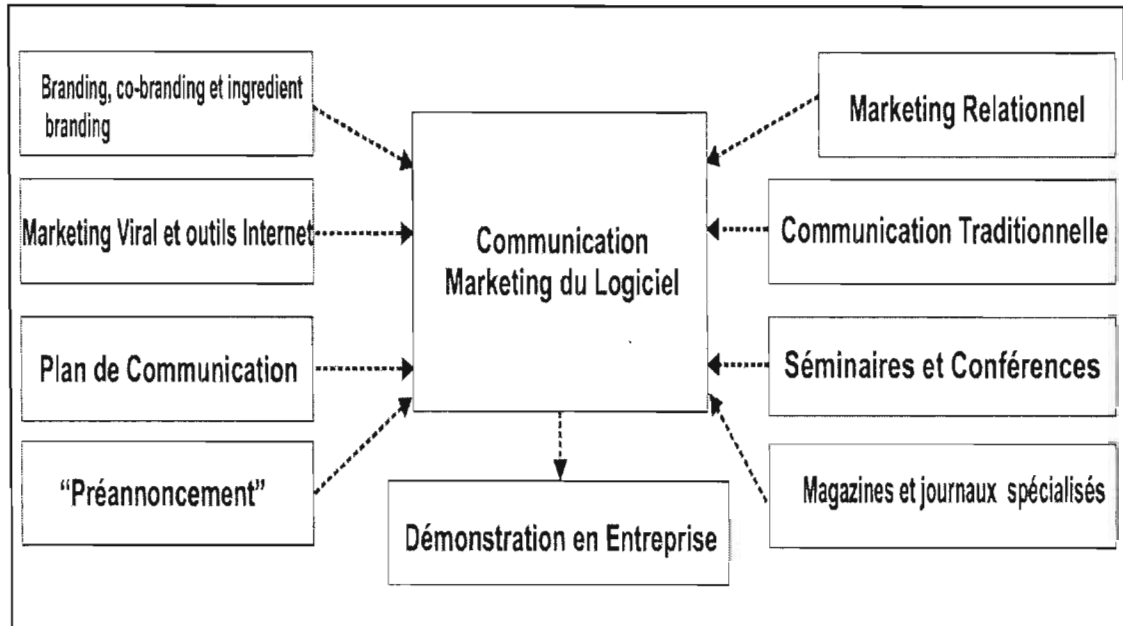 Branding, co-branding et ingredient
branding
Marketing Viral et outils Internet
Plan de Communication
“Préannoncement”
Communication
Marketing du Logiciel
Démonstration en Entreprise
Marketing Relationnel
Communication Traditionnelle
Séminaires et Conférences
Magazines et journaux spécialisés